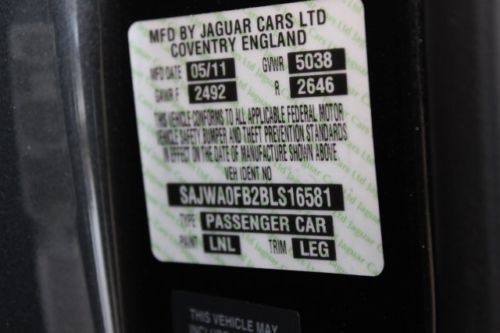 MFD BY JAGUAR CARS LTD
COVENTRY ENGLAND
MFD DATE 05/11 GVWR 5038
GAWR F 2492 R 2646
THIS VEHICLE CONFORMS TO ALL APPLICABLE FEDERAL MOTOR
VEHICLE SAFETY, BUMPER AND THEFT PREVENTION STANDARDS
IN EFFECT ON THE DATE OF MANUFACTURE SHOWN ABOVE
VEH IDENT NO
SAJWA0FB2BLS16581
TYPE PASSENGER CAR
PAINT LNL TRIM LEG
THIS VEHICLE MAY